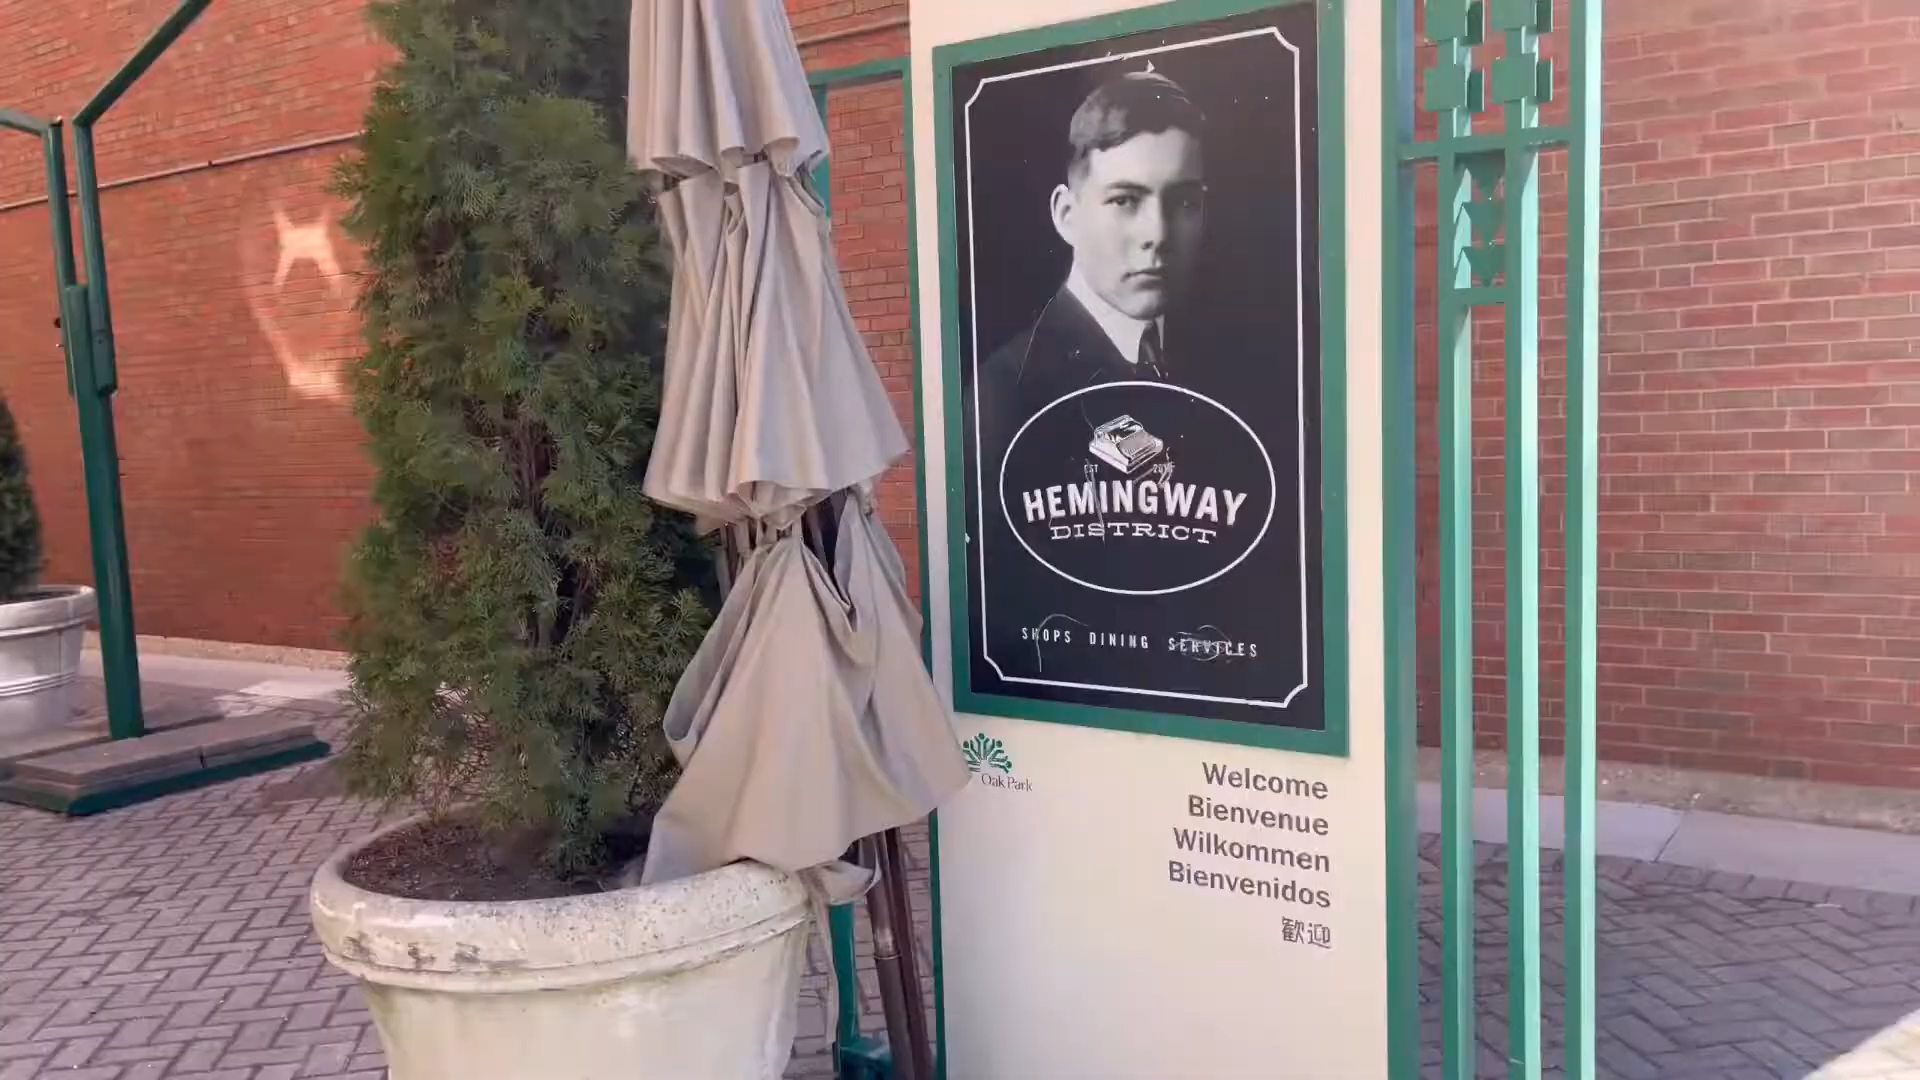 EST
HEMINGWAY
DISTRICT
SHOPS DINING SERVICES
Oak Park
Welcome
Bienvenue
Wilkommen
Bienvenidos
歡迎